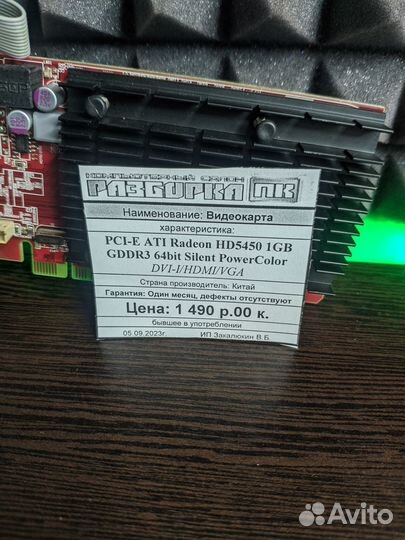 КОМПЬЮТЕРНЫЙ САЛОН
РАЗБОРКА ПК
Наименование: Видеокарта
характеристика:
PCI-E ATI Radeon HD5450 1GB
GDDR3 64bit Silent PowerColor
DVI-I/HDMI/VGA
Страна производитель: Китай
Гарантия: Один месяц, дефекты отсутствуют
Цена: 1 490 р.00 к.
бывшее в употреблении
05.09.2023г. ИП Закалюкин В.Б.
Avito